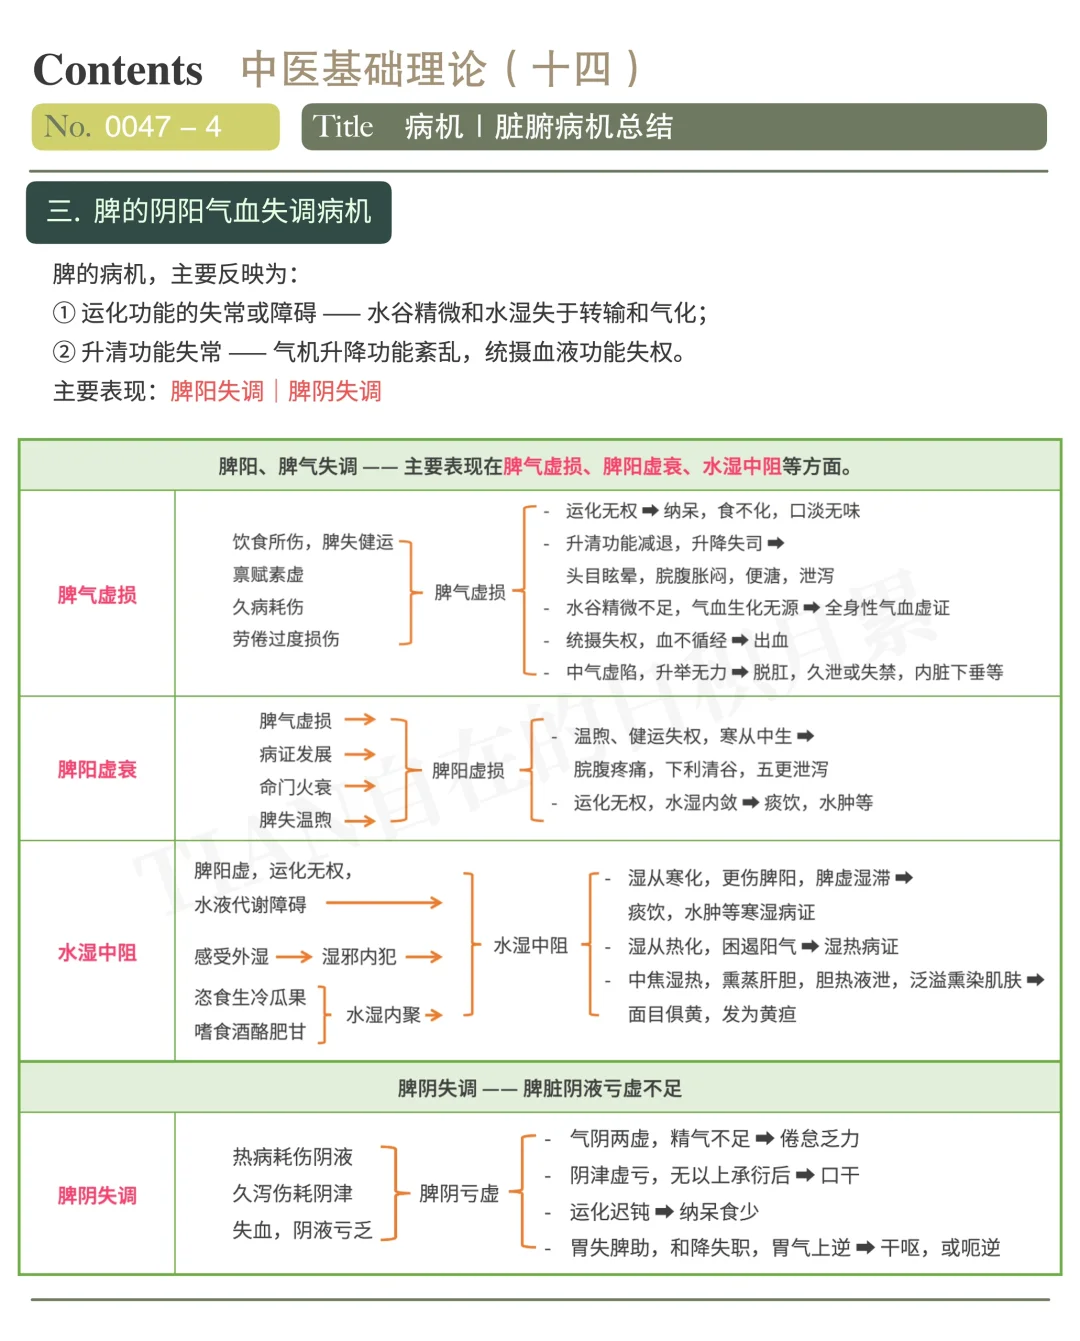 Contents 中医基础理论（十四）
No. 0047 – 4
Title 病机 | 脏腑病机总结
三. 脾的阴阳气血失调病机
脾的病机，主要反映为：
① 运化功能的失常或障碍 —— 水谷精微和水湿失于转输和气化；
② 升清功能失常 —— 气机升降功能紊乱，统摄血液功能失权。
主要表现：脾阳失调｜脾阴失调
脾阳、脾气失调 —— 主要表现在脾气虚损、脾阳虚衰、水湿中阻等方面。
脾气虚损
饮食所伤，脾失健运
禀赋素虚
久病耗伤
劳倦过度损伤
脾气虚损
- 运化无权 ➡ 纳呆，食不化，口淡无味
- 升清功能减退，升降失司 ➡
头目眩晕，脘腹胀闷，便溏，泄泻
- 水谷精微不足，气血生化无源 ➡ 全身性气血虚证
- 统摄失权，血不循经 ➡ 出血
- 中气虚陷，升举无力 ➡ 脱肛，久泄或失禁，内脏下垂等
脾阳虚衰
脾气虚损 →
病证发展 →
命门火衰 →
脾失温煦 →
脾阳虚损
- 温煦、健运失权，寒从中生 ➡
脘腹疼痛，下利清谷，五更泄泻
- 运化无权，水湿内敛 ➡ 痰饮，水肿等
水湿中阻
脾阳虚，运化无权，
水液代谢障碍 →
感受外湿 → 湿邪内犯 →
恣食生冷瓜果
嗜食酒酪肥甘
水湿内聚 →
水湿中阻
- 湿从寒化，更伤脾阳，脾虚湿滞 ➡
痰饮，水肿等寒湿病证
- 湿从热化，困遏阳气 ➡ 湿热病证
- 中焦湿热，熏蒸肝胆，胆热液泄，泛溢熏染肌肤 ➡
面目俱黄，发为黄疸
脾阴失调 —— 脾脏阴液亏虚不足
脾阴失调
热病耗伤阴液
久泻伤耗阴津
失血，阴液亏乏
脾阴亏虚
- 气阴两虚，精气不足 ➡ 倦怠乏力
- 阴津虚亏，无以上承衍后 ➡ 口干
- 运化迟钝 ➡ 纳呆食少
- 胃失脾助，和降失职，胃气上逆 ➡ 干呕，或呃逆
TIAN自在的日积月累